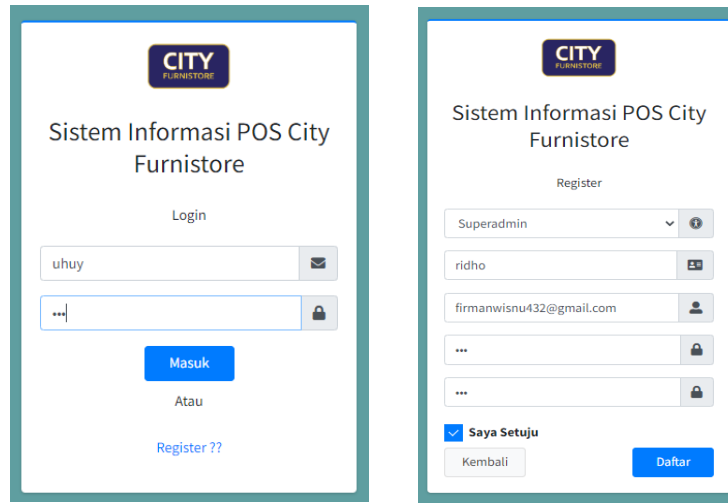 CITY
FURNISTORE
Sistem Informasi POS City
Furnistore
Login
uhuy
•••
Masuk
Atau
Register ??
CITY
FURNISTORE
Sistem Informasi POS City
Furnistore
Register
Superadmin
ridho
firmanwisnu432@gmail.com
•••
•••
Saya Setuju
Kembali Daftar